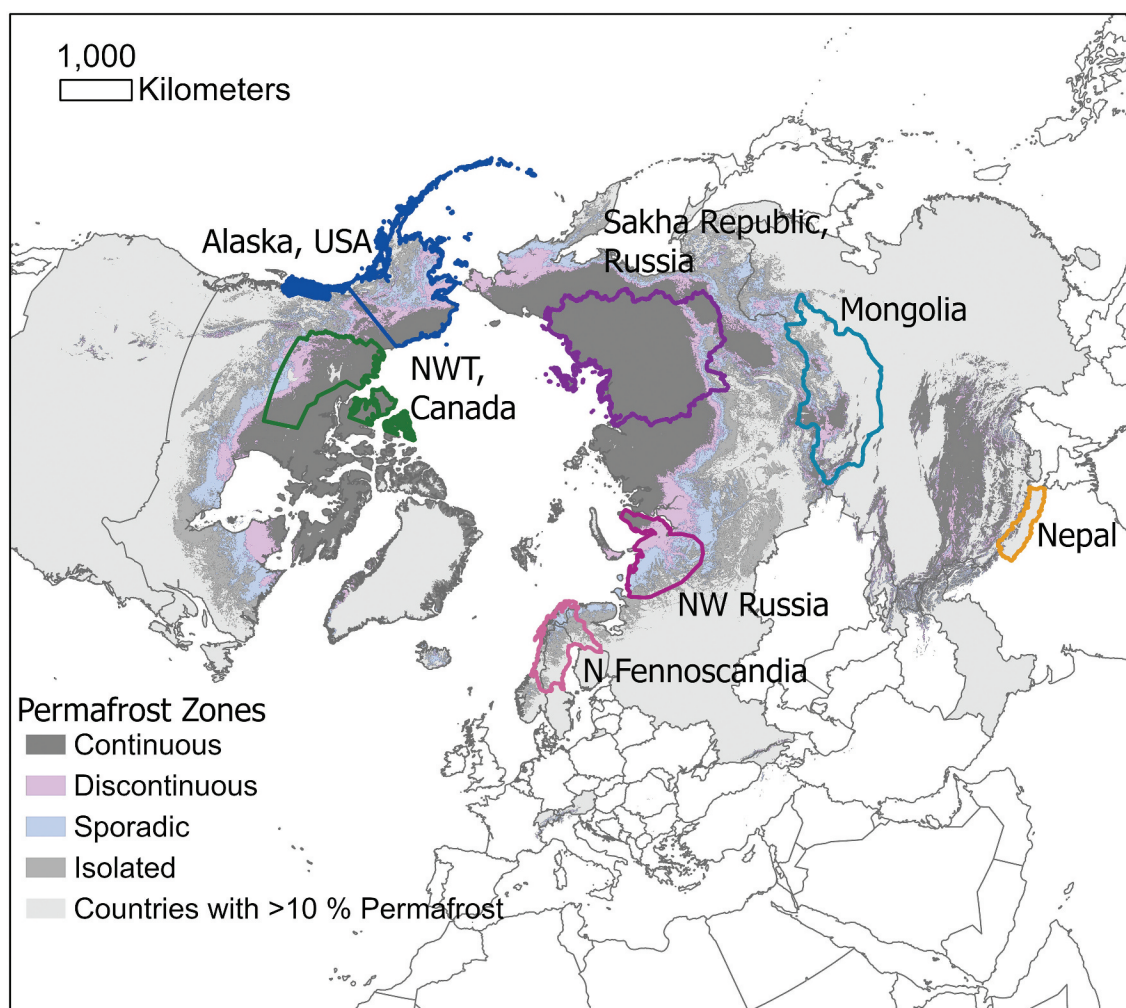 1,000
Kilometers
Alaska, USA
Sakha Republic,
Russia
Mongolia
NWT,
Canada
Nepal
NW Russia
N Fennoscandia
Permafrost Zones
Continuous
Discontinuous
Sporadic
Isolated
Countries with >10 % Permafrost